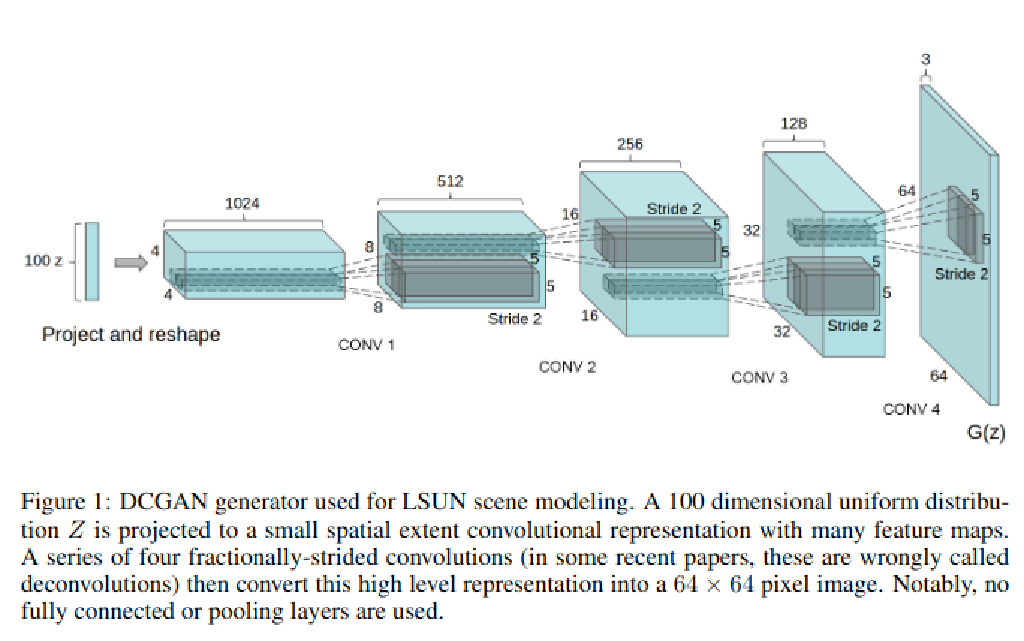 3
128
256
64
512
16
Stride 2
5
1024
5
32
8
5
5
4
100 z
5
5
5
Stride 2
4
5
8
16
Stride 2
32
Stride 2
Project and reshape
CONV 1
CONV 2
CONV 3
64
CONV 4
G(z)
Figure 1: DCGAN generator used for LSUN scene modeling. A 100 dimensional uniform distribu-
tion Z is projected to a small spatial extent convolutional representation with many feature maps.
A series of four fractionally-strided convolutions (in some recent papers, these are wrongly called
deconvolutions) then convert this high level representation into a 64 × 64 pixel image. Notably, no
fully connected or pooling layers are used.